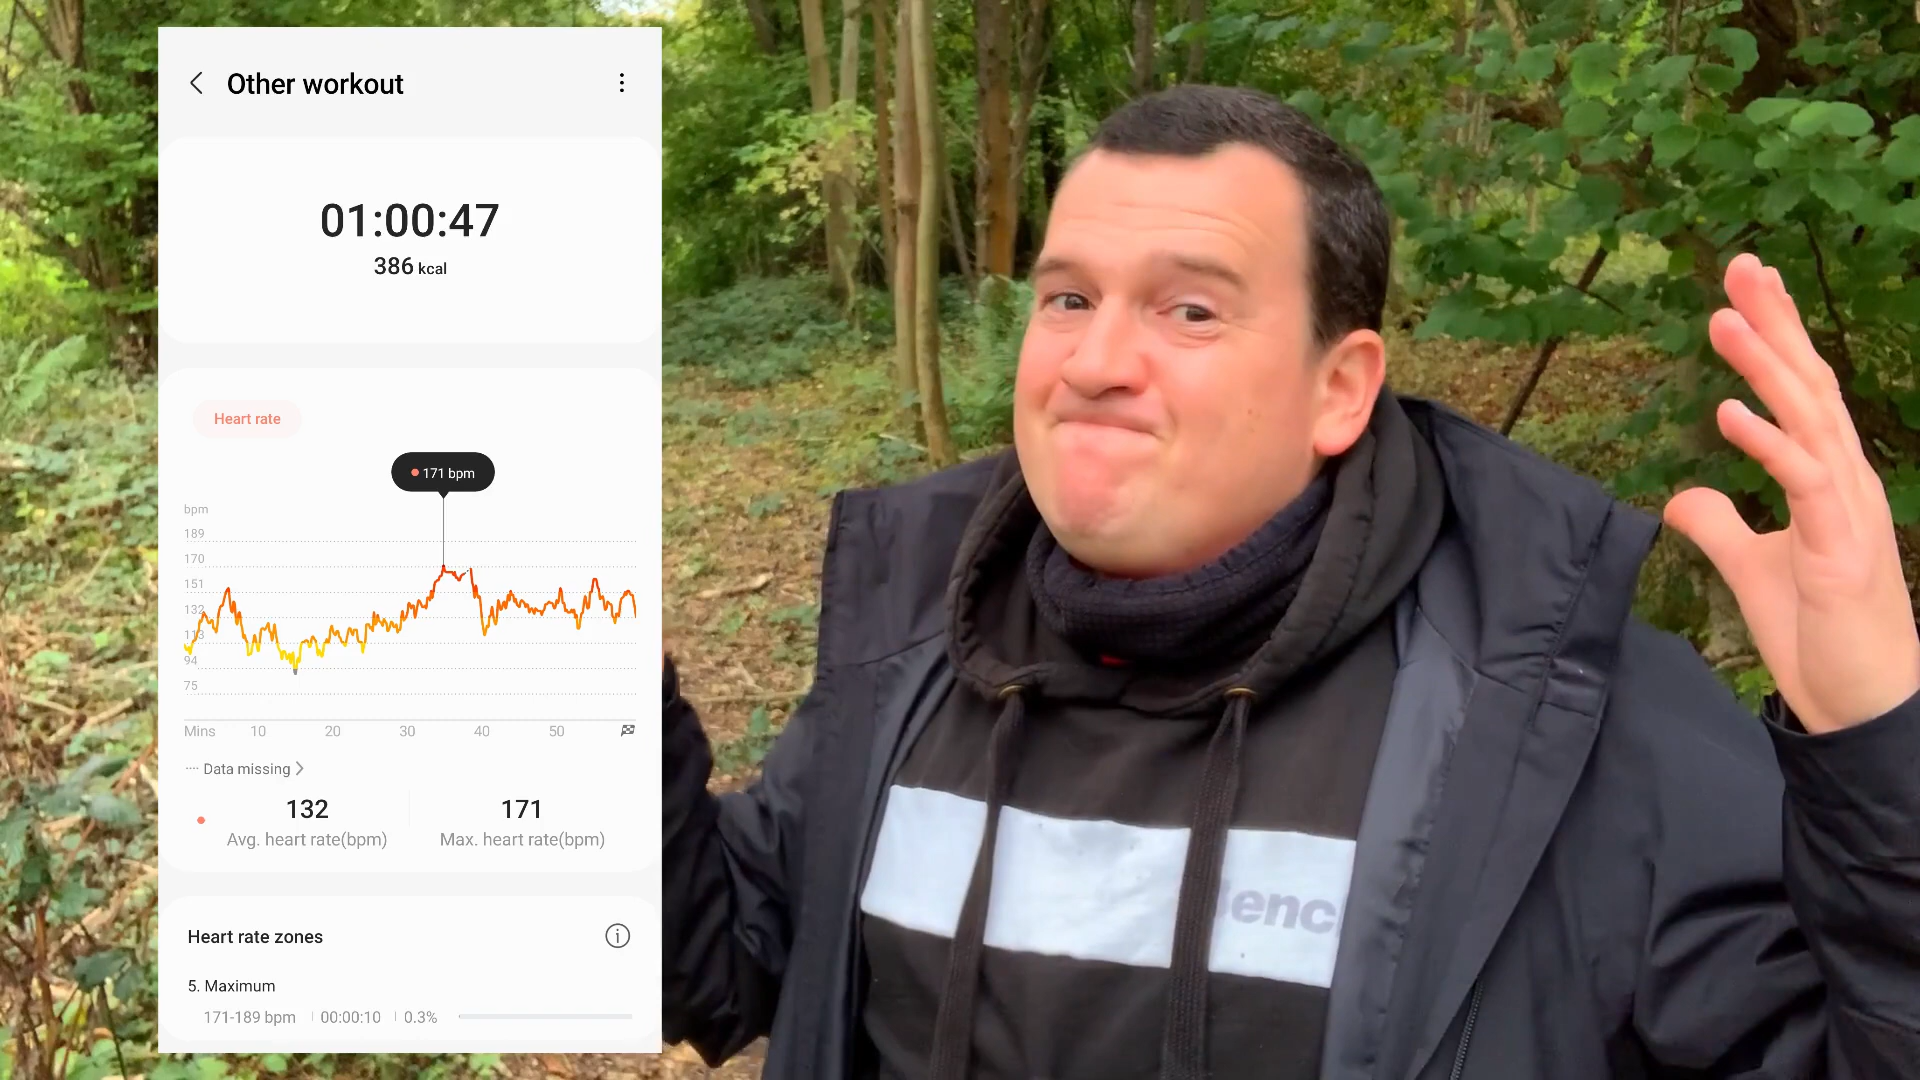 Other workout
01:00:47
386 kcal
Heart rate
171 bpm
bpm
189
170
151
132
113
94
75
Mins 10 20 30 40 50
Data missing
132 171
Avg. heart rate(bpm) Max. heart rate(bpm)
Heart rate zones
5. Maximum
171-189 bpm 00:00:10 0.3%
enc